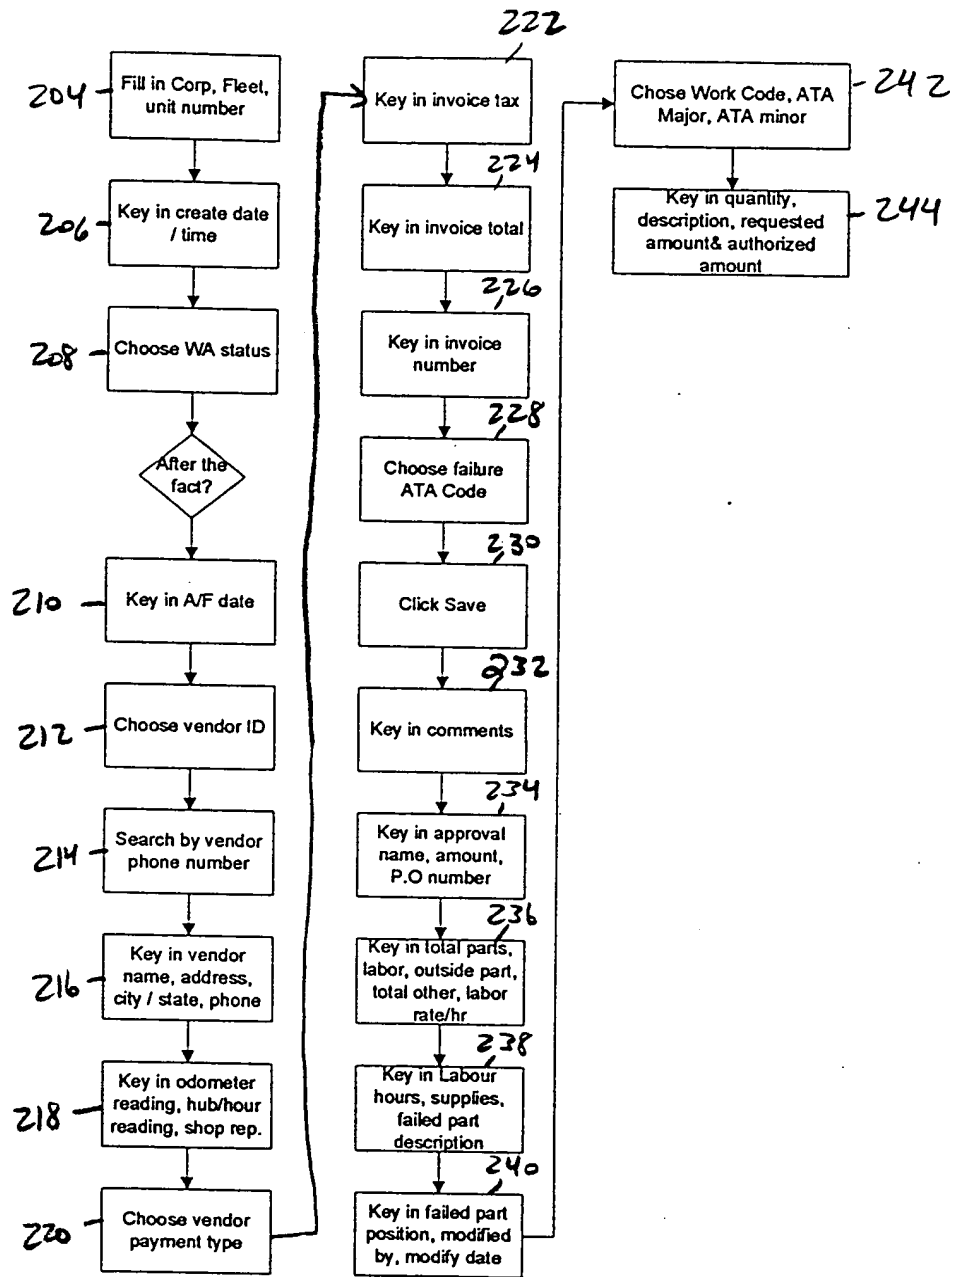 204
Fill in Corp, Fleet,
unit number
206
Key in create date
/ time
208
Choose WA status
After the
fact?
210
Key in A/F date
212
Choose vendor ID
214
Search by vendor
phone number
216
Key in vendor
name, address,
city / state, phone
218
Key in odometer
reading, hub/hour
reading, shop rep.
220
Choose vendor
payment type
222
Key in invoice tax
224
Key in invoice total
226
Key in invoice
number
228
Choose failure
ATA Code
230
Click Save
232
Key in comments
234
Key in approval
name, amount,
P.O number
236
Key in total parts,
labor, outside part,
total other, labor
rate/hr
238
Key in Labour
hours, supplies,
failed part
description
240
Key in failed part
position, modified
by, modify date
242
Chose Work Code, ATA
Major, ATA minor
244
Key in quantity,
description, requested
amount& authorized
amount